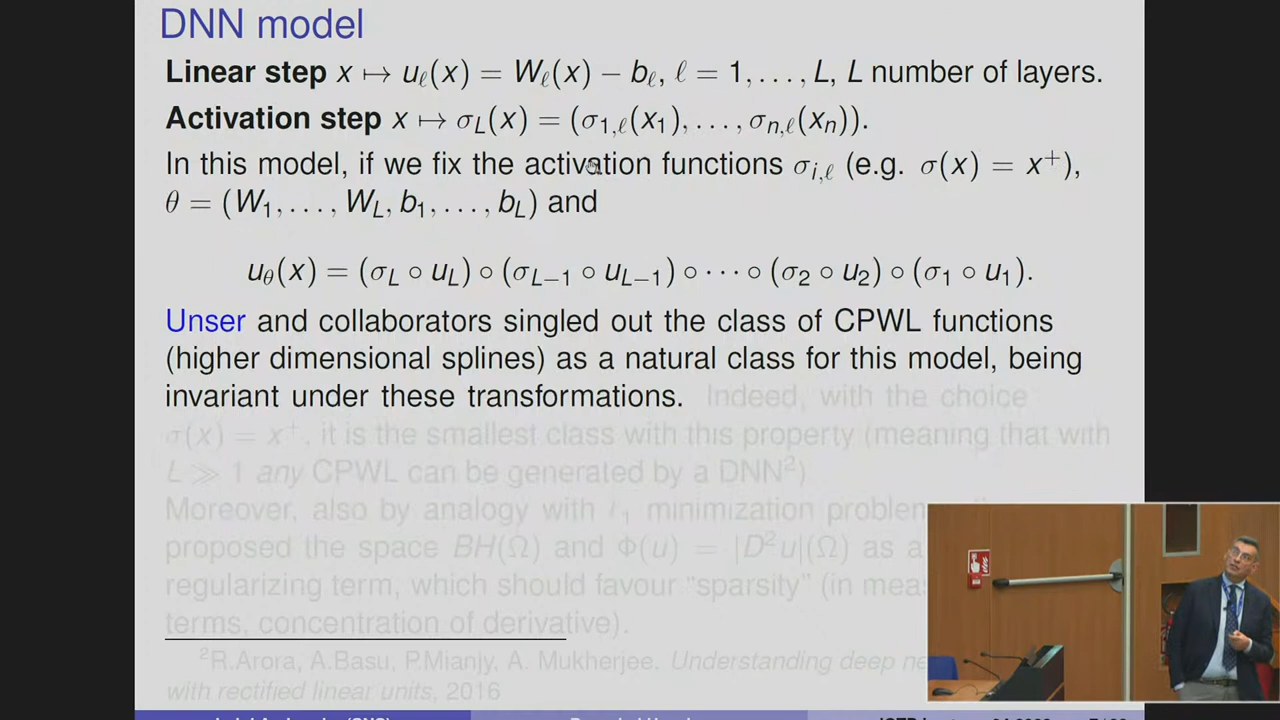 DNN model
Linear step x ↦ u_ℓ(x) = W_ℓ(x) − b_ℓ, ℓ = 1, . . . , L, L number of layers.
Activation step x ↦ σ_L(x) = (σ_{1,ℓ}(x_1), . . . , σ_{n,ℓ}(x_n)).
In this model, if we fix the activation functions σ_{i,ℓ} (e.g. σ(x) = x^+),
θ = (W_1, . . . , W_L, b_1, . . . , b_L) and
u_θ(x) = (σ_L ∘ u_L) ∘ (σ_{L−1} ∘ u_{L−1}) ∘ · · · ∘ (σ_2 ∘ u_2) ∘ (σ_1 ∘ u_1).
Unser and collaborators singled out the class of CPWL functions
(higher dimensional splines) as a natural class for this model, being
invariant under these transformations. Indeed, with the choice
σ(x) = x^+, it is the smallest class with this property (meaning that with
L ≫ 1 any CPWL can be generated by a DNN²)
Moreover, also by analogy with ℓ_1 minimization
proposed the space BH(Ω) and Φ(u) = |D²u|(Ω) as a
regularizing term, which should favour "sparsity" (in
terms, concentration of derivative).
²R.Arora, A.Basu, P.Mianjy, A. Mukherjee. Understanding deep
with rectified linear units, 2016